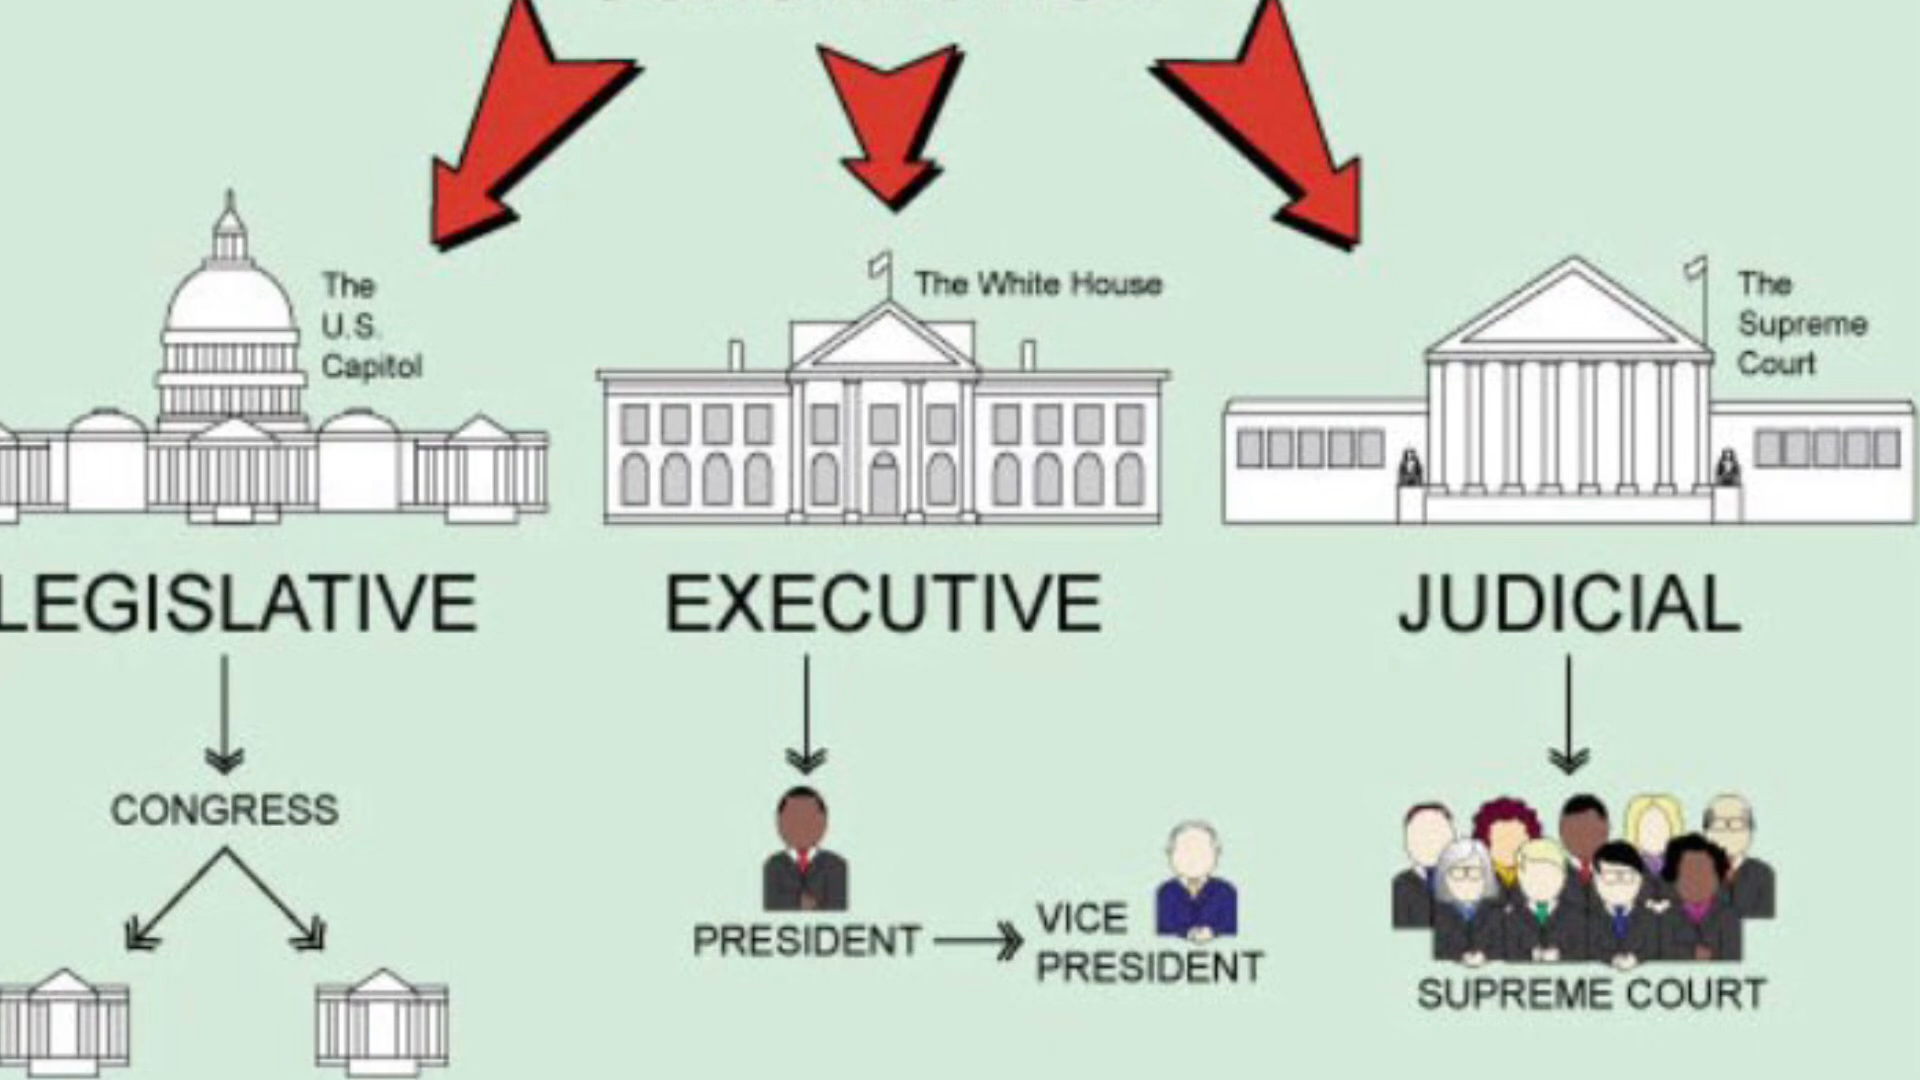 The
U.S.
Capitol
The White House
The
Supreme
Court
LEGISLATIVE
EXECUTIVE
JUDICIAL
CONGRESS
PRESIDENT
VICE
PRESIDENT
SUPREME COURT